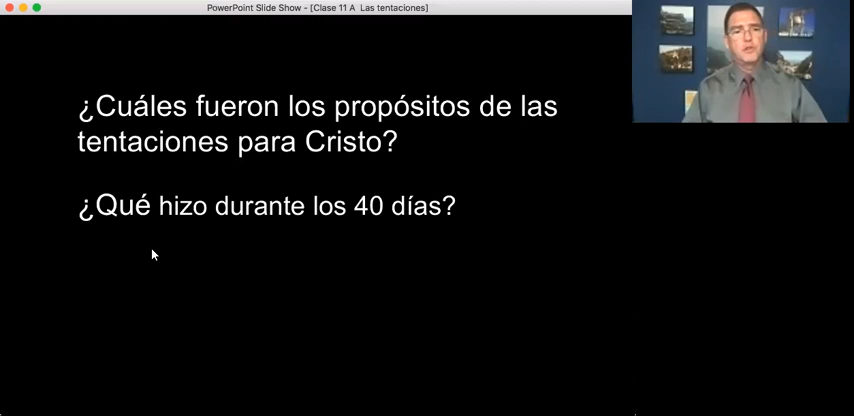 PowerPoint Slide Show - [Clase 11 A  Las tentaciones]
¿Cuáles fueron los propósitos de las
tentaciones para Cristo?
¿Qué hizo durante los 40 días?